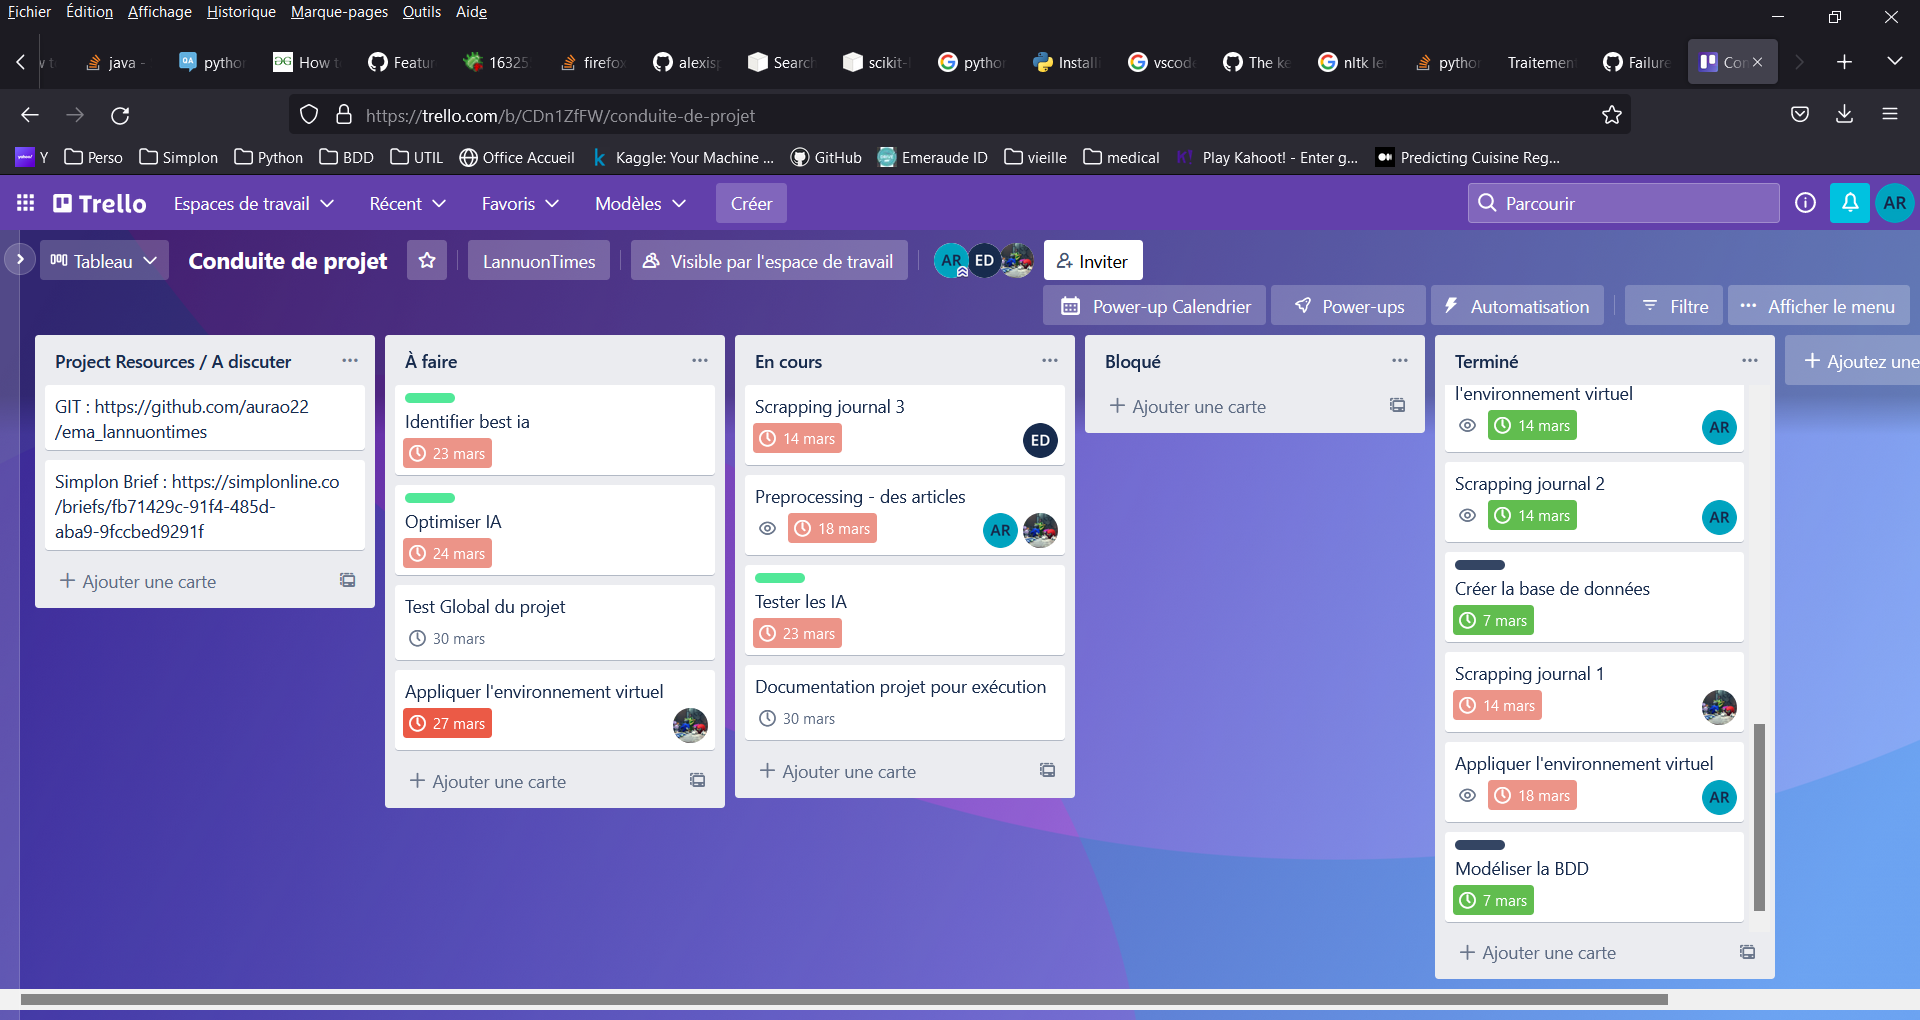 Fichier Édition Affichage Historique Marque-pages Outils Aide
java - pytho How t Featur 16325 firefox alexisp Search scikit-l pytho Install vscode The ke nltk le pytho Traitemen Failure Con
https://trello.com/b/CDn1ZfFW/conduite-de-projet
Y Perso Simplon Python BDD UTIL Office Accueil Kaggle: Your Machine ... GitHub Emeraude ID vieille medical Play Kahoot! - Enter g... Predicting Cuisine Reg...
Trello Espaces de travail Récent Favoris Modèles Créer Parcourir AR
Tableau Conduite de projet LannuonTimes Visible par l'espace de travail AR ED Inviter
Power-up Calendrier Power-ups Automatisation Filtre Afficher le menu
Project Resources / A discuter
GIT : https://github.com/aurao22
/ema_lannuontimes
Simplon Brief : https://simplonline.co
/briefs/fb71429c-91f4-485d-
aba9-9fccbed9291f
Ajouter une carte
À faire
Identifier best ia
23 mars
Optimiser IA
24 mars
Test Global du projet
30 mars
Appliquer l'environnement virtuel
27 mars
Ajouter une carte
En cours
Scrapping journal 3
14 mars
ED
Preprocessing - des articles
18 mars
AR
Tester les IA
23 mars
Documentation projet pour exécution
30 mars
Ajouter une carte
Bloqué
Ajouter une carte
Terminé
l'environnement virtuel
14 mars
AR
Scrapping journal 2
14 mars
AR
Créer la base de données
7 mars
Scrapping journal 1
14 mars
Appliquer l'environnement virtuel
18 mars
AR
Modéliser la BDD
7 mars
Ajouter une carte
Ajoutez une